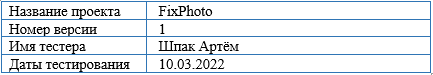 Название проекта FixPhoto
Номер версии 1
Имя тестера Шпак Артём
Даты тестирования 10.03.2022